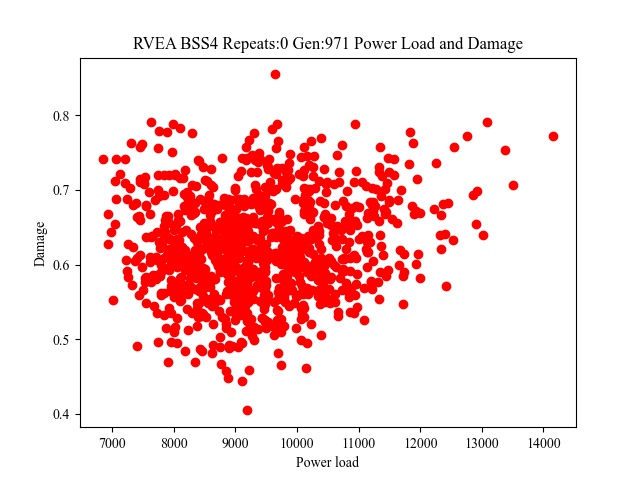 RVEA BSS4 Repeats:0 Gen:971 Power Load and Damage
0.8
0.7
0.6
0.5
0.4
Damage
7000 8000 9000 10000 11000 12000 13000 14000
Power load